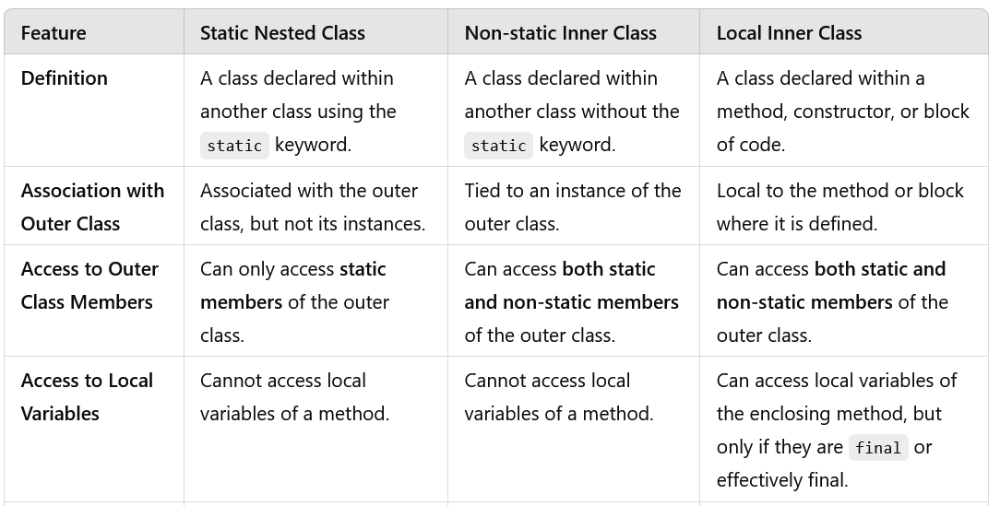 Feature Static Nested Class Non-static Inner Class Local Inner Class
Definition
A class declared within
another class using the
static keyword.
A class declared within
another class without the
static keyword.
A class declared within a
method, constructor, or block
of code.
Association with
Outer Class
Associated with the outer
class, but not its instances.
Tied to an instance of the
outer class.
Local to the method or block
where it is defined.
Access to Outer
Class Members
Can only access static
members of the outer
class.
Can access both static
and non-static members
of the outer class.
Can access both static and
non-static members of the
outer class.
Access to Local
Variables
Cannot access local
variables of a method.
Cannot access local
variables of a method.
Can access local variables of
the enclosing method, but
only if they are final or
effectively final.